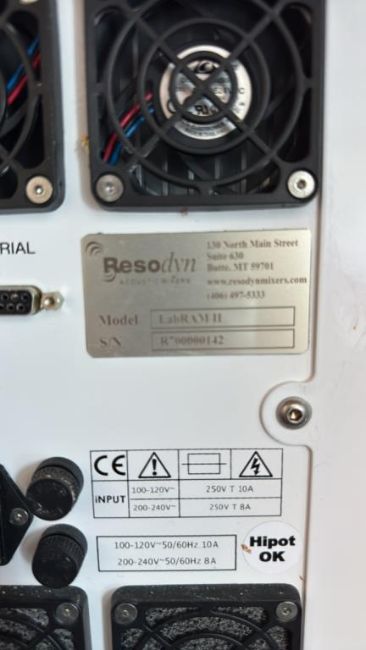 SERIAL
Resodyn
ACOUSTIC MIXERS
130 North Main Street
Suite 630
Butte, MT 59701
www.resodynmixers.com
(406) 497-5333
Model LabRAM II
S/N
CE
INPUT 100-120V~ 250V T 10A
200-240V~ 250V T 8A
100-120V~50/60Hz 10A
200-240V~50/60Hz 8A
Hipot
OK